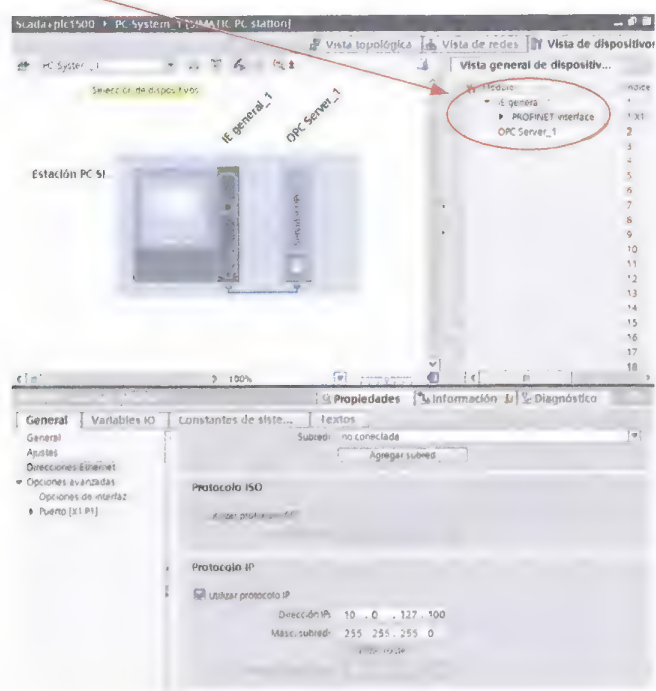 Scada+plc1500 ▸ PC-System_1 [SIMATIC PC station]
Vista topológica Vista de redes Vista de dispositivos
Vista general de dispositiv...
Selección de dispositivos
IE general_1
OPC Server_1
Estación PC SI...
PROFINET interface 1 X1
OPC Server_1 2
3
4
5
6
7
8
9
10
11
12
13
14
15
16
17
18
100%
Propiedades Información Diagnóstico
General Variables IO Constantes de siste... Textos
General
Ajustes
Direcciones Ethernet
Opciones avanzadas
Opciones de interfaz
Puerto [X1 P1]
Subred: no conectada
Agregar subred
Protocolo ISO
Protocolo IP
Utilizar protocolo IP
Dirección IP: 10 . 0 . 127 . 100
Másc. subred: 255 . 255 . 255 . 0